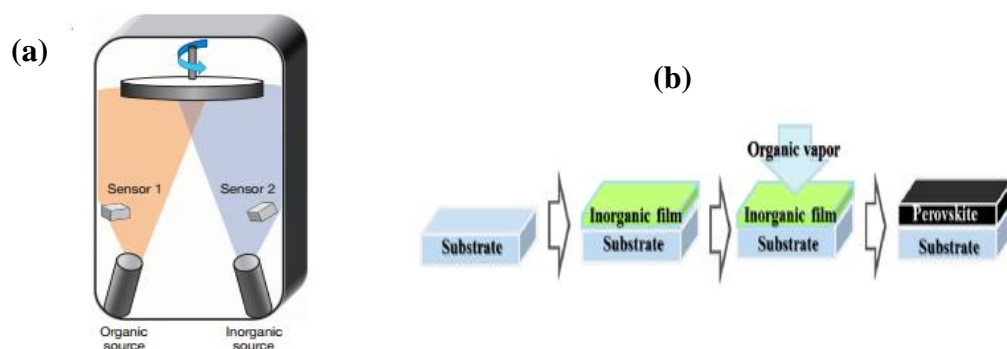 (a)
Sensor 1
Sensor 2
Organic
source
Inorganic
source
(b)
Organic vapor
Substrate
Inorganic film
Substrate
Inorganic film
Substrate
Perovskite
Substrate